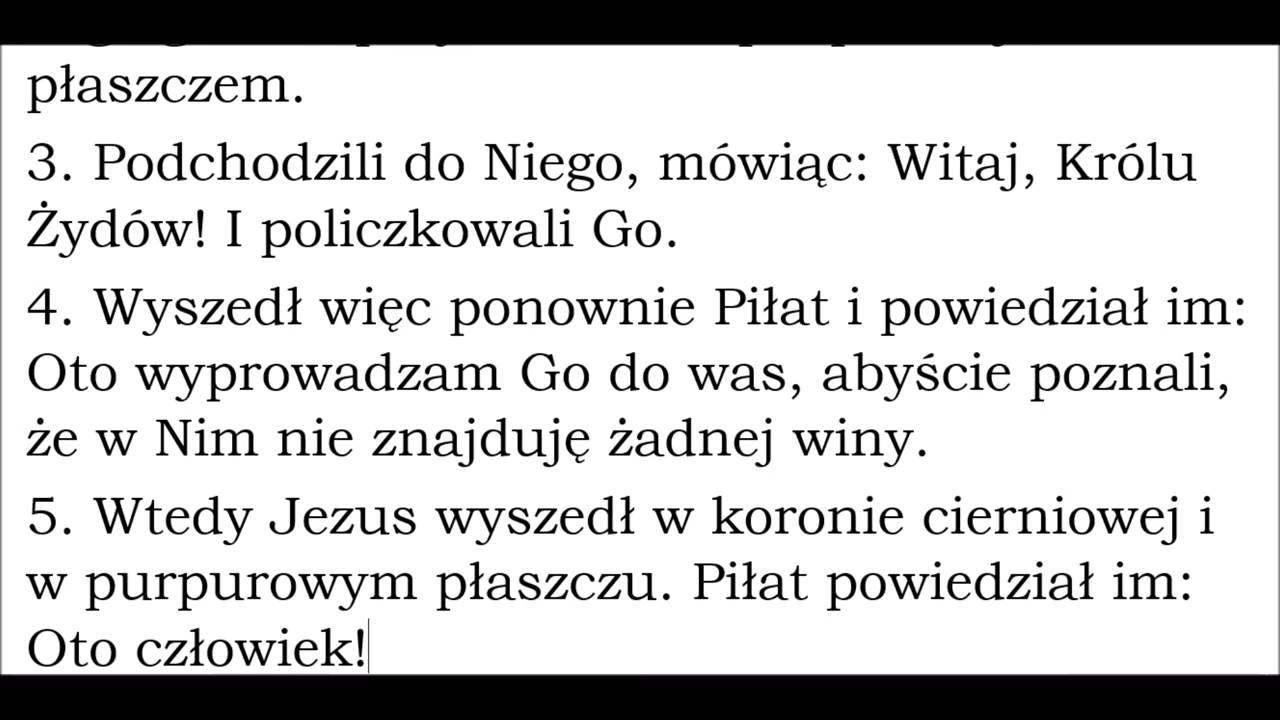 płaszczem.
3. Podchodzili do Niego, mówiąc: Witaj, Królu
Żydów! I policzkowali Go.
4. Wyszedł więc ponownie Piłat i powiedział im:
Oto wyprowadzam Go do was, abyście poznali,
że w Nim nie znajduję żadnej winy.
5. Wtedy Jezus wyszedł w koronie cierniowej i
w purpurowym płaszczu. Piłat powiedział im:
Oto człowiek!